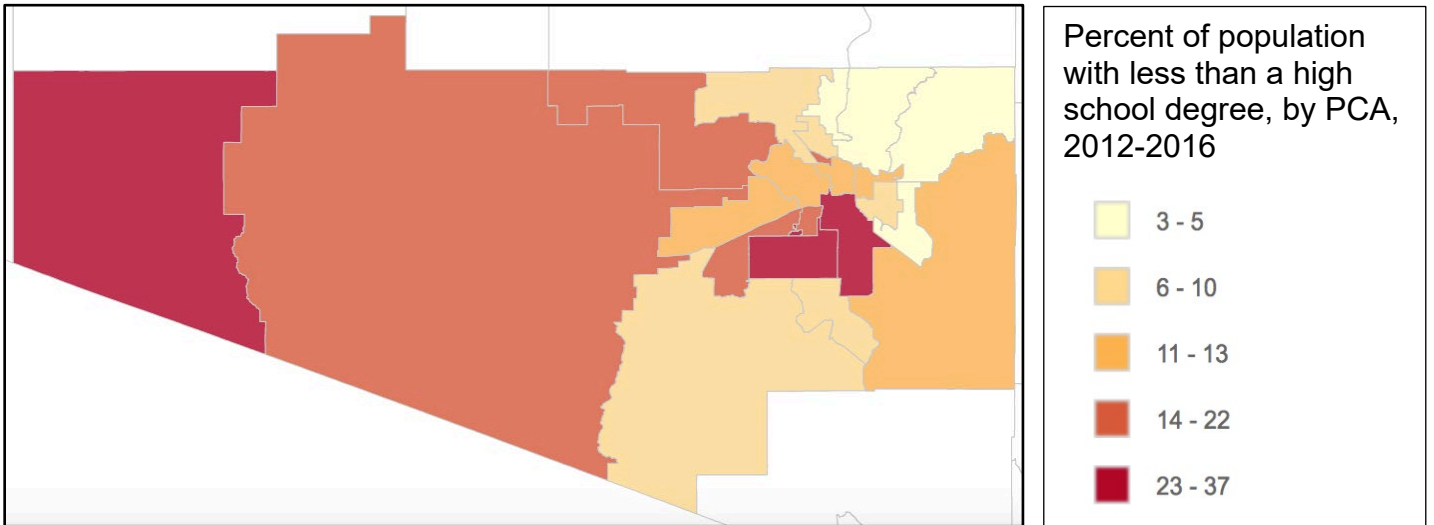 Percent of population
with less than a high
school degree, by PCA,
2012-2016
3 - 5
6 - 10
11 - 13
14 - 22
23 - 37